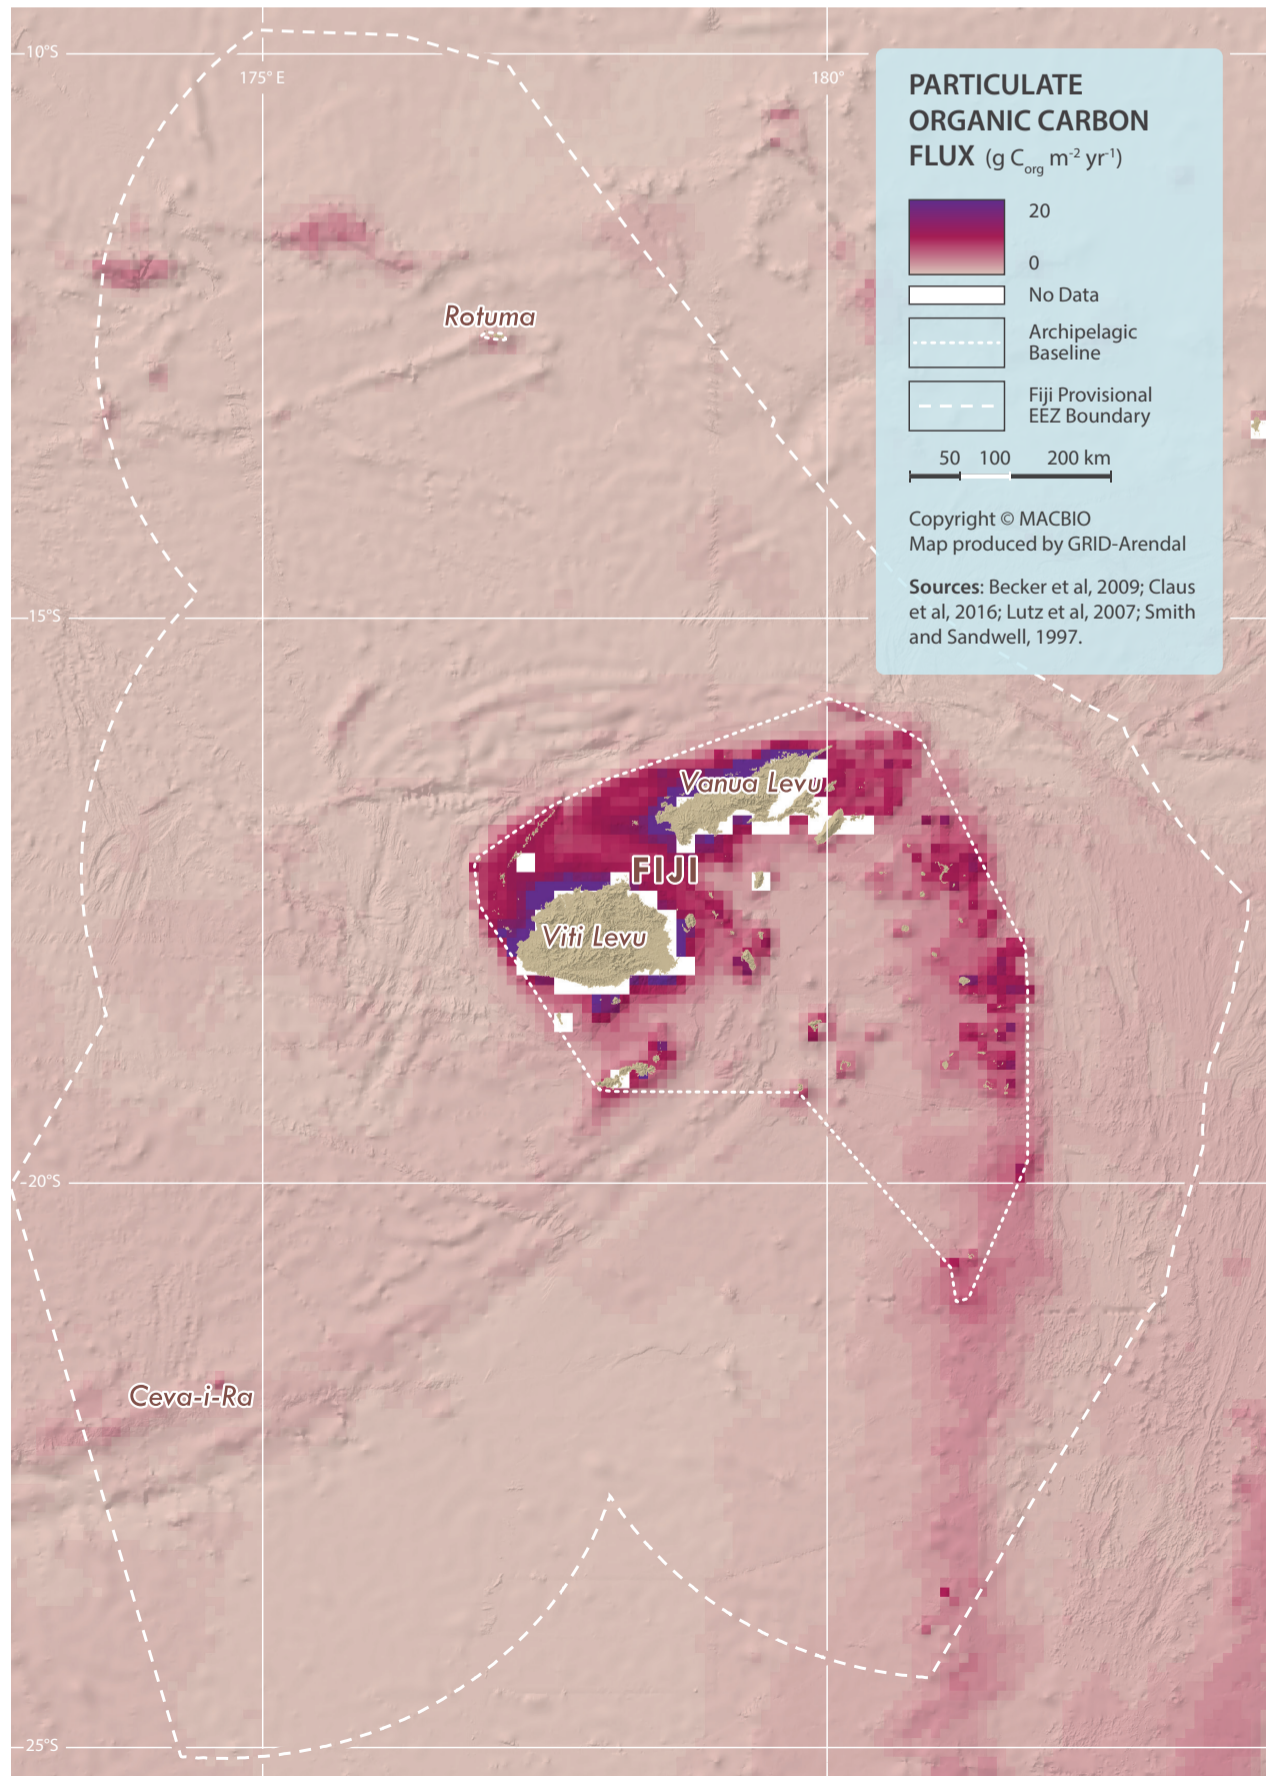 10°S
175° E
180°
PARTICULATE
ORGANIC CARBON
FLUX (g C_org m⁻² yr⁻¹)
20
0
No Data
Archipelagic
Baseline
Fiji Provisional
EEZ Boundary
50 100 200 km
Copyright © MACBIO
Map produced by GRID-Arendal
Sources: Becker et al, 2009; Claus
et al, 2016; Lutz et al, 2007; Smith
and Sandwell, 1997.
Rotuma
15°S
Vanua Levu
FIJI
Viti Levu
20°S
Ceva-i-Ra
25°S